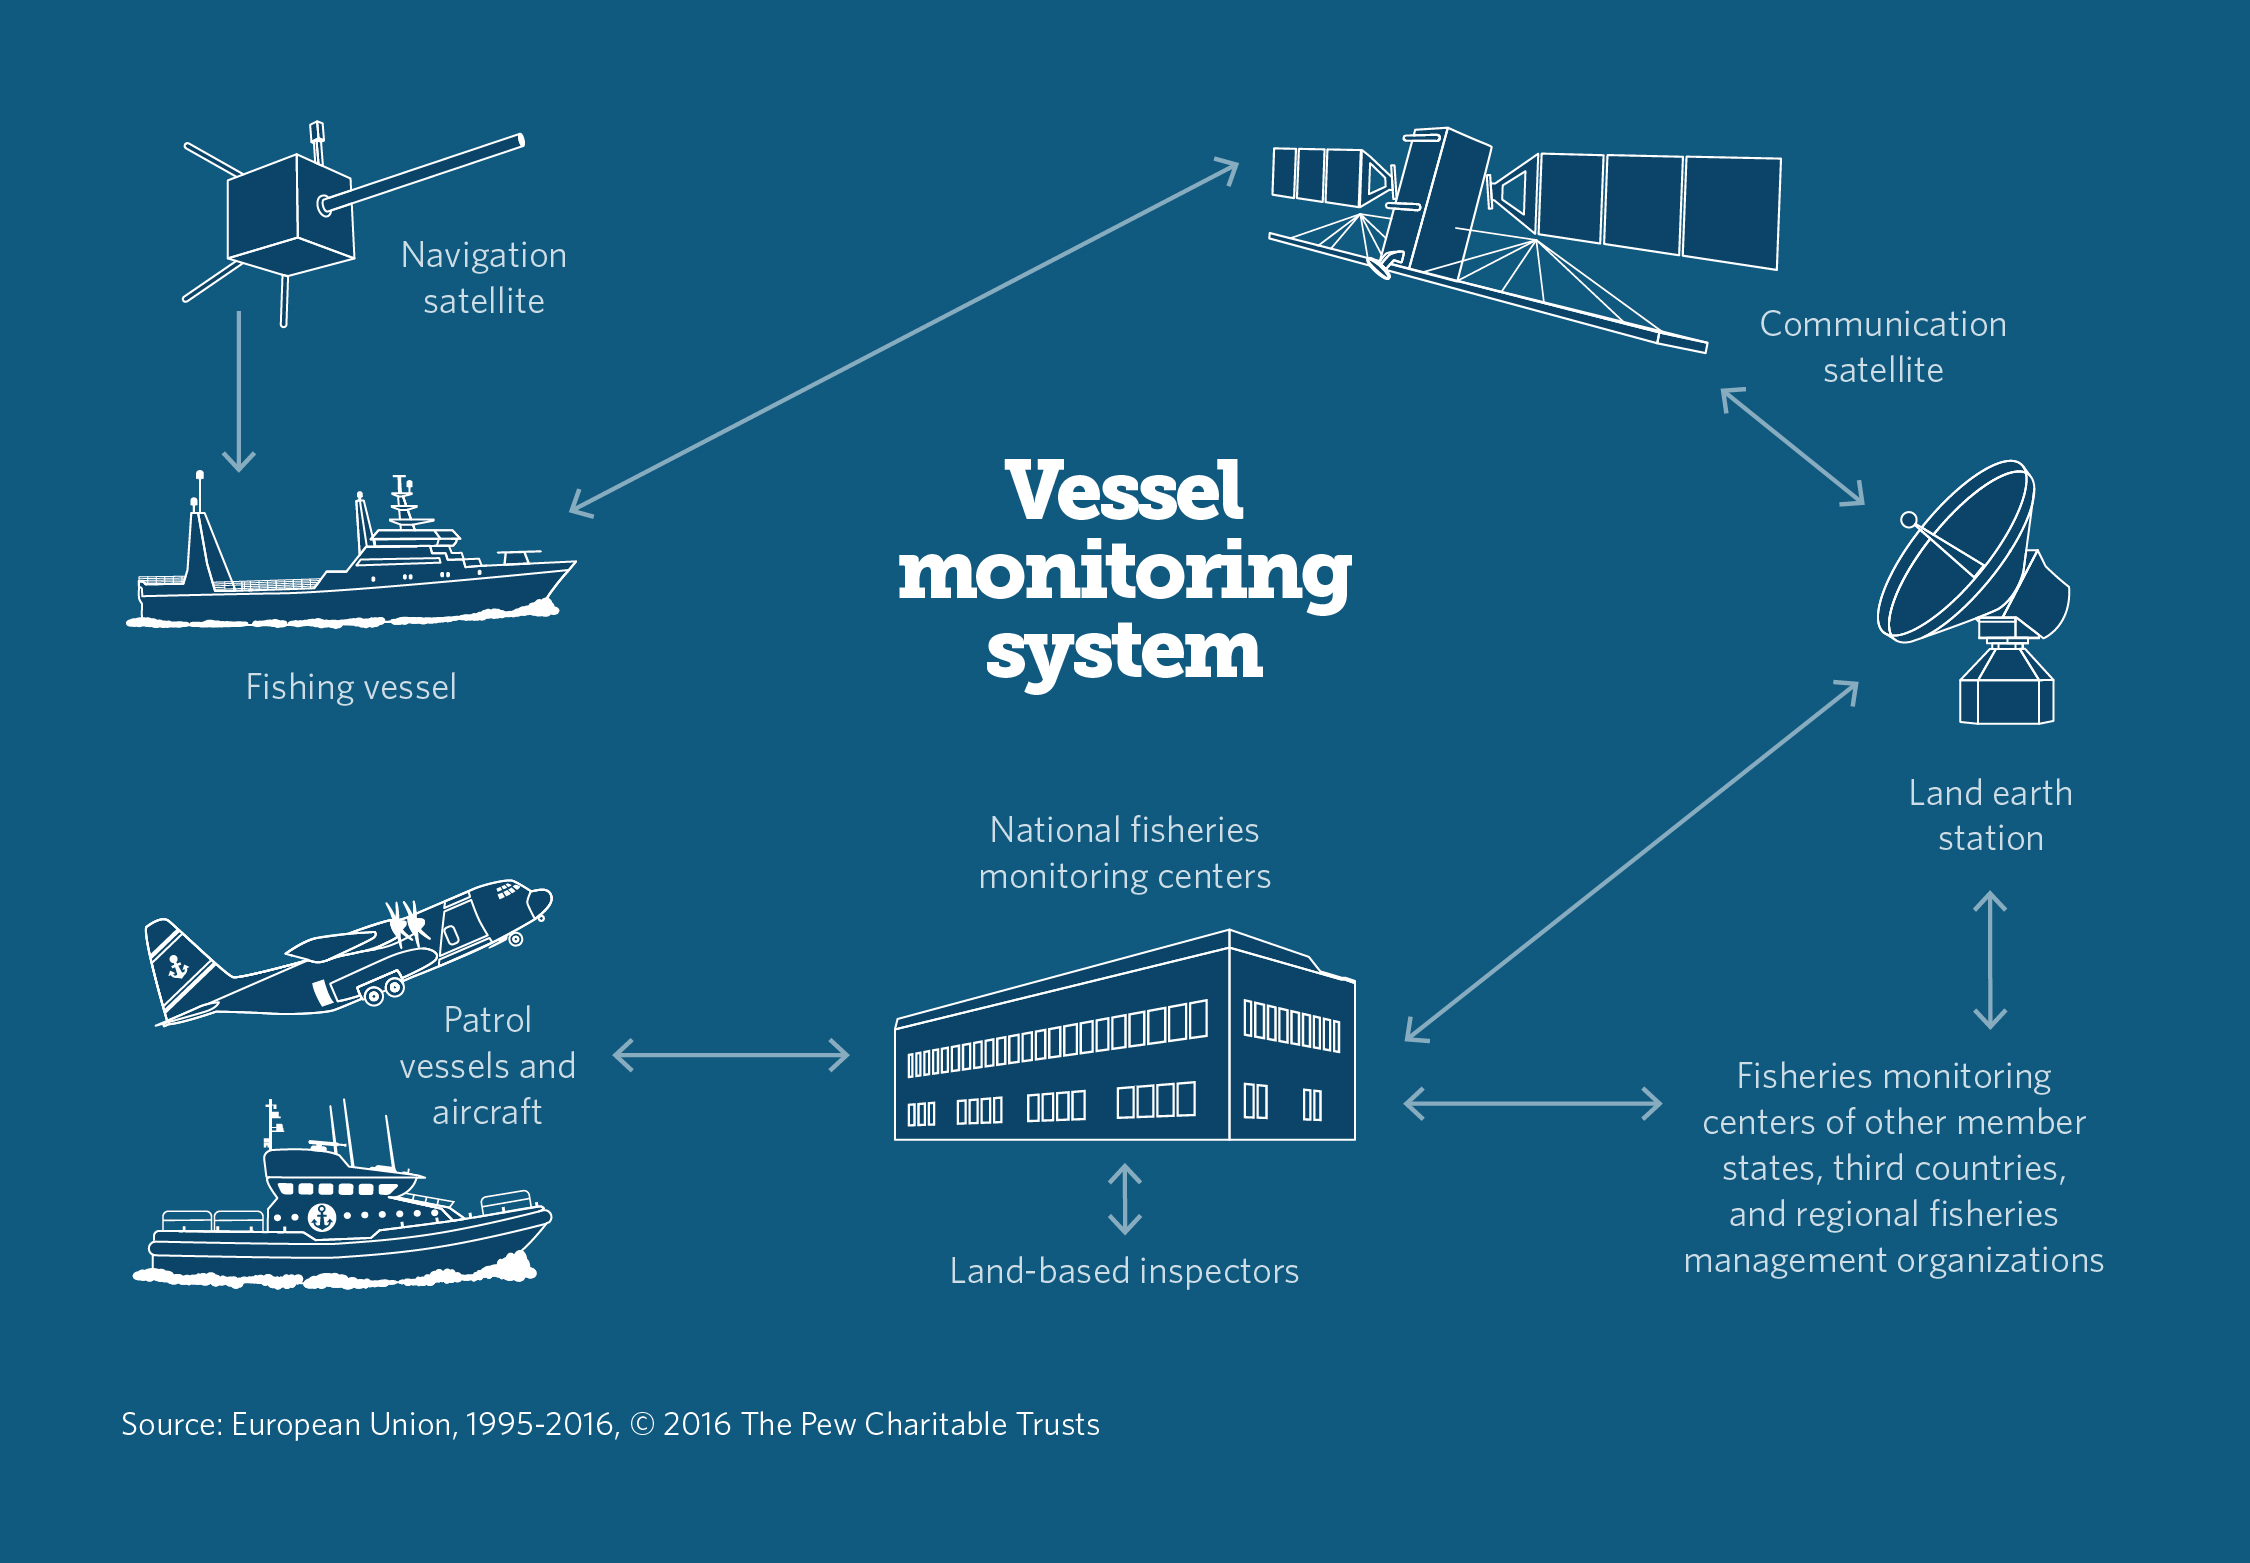 Navigation
satellite
Communication
satellite
Vessel
monitoring
system
Fishing vessel
Land earth
station
National fisheries
monitoring centers
Patrol
vessels and
aircraft
Fisheries monitoring
centers of other member
states, third countries,
and regional fisheries
management organizations
Land-based inspectors
Source: European Union, 1995-2016, © 2016 The Pew Charitable Trusts